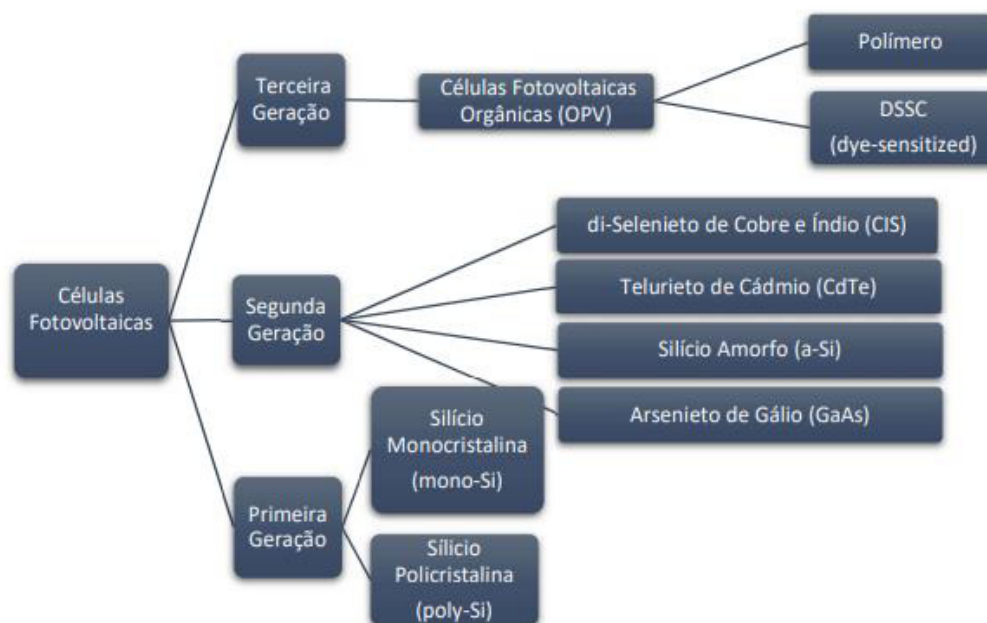 Polímero
Terceira
Geração
Células Fotovoltaicas
Orgânicas (OPV)
DSSC
(dye-sensitized)
di-Selenieto de Cobre e Índio (CIS)
Células
Fotovoltaicas
Segunda
Geração
Telurieto de Cádmio (CdTe)
Silício Amorfo (a-Si)
Arsenieto de Gálio (GaAs)
Silício
Monocristalina
(mono-Si)
Primeira
Geração
Sílicio
Policristalina
(poly-Si)